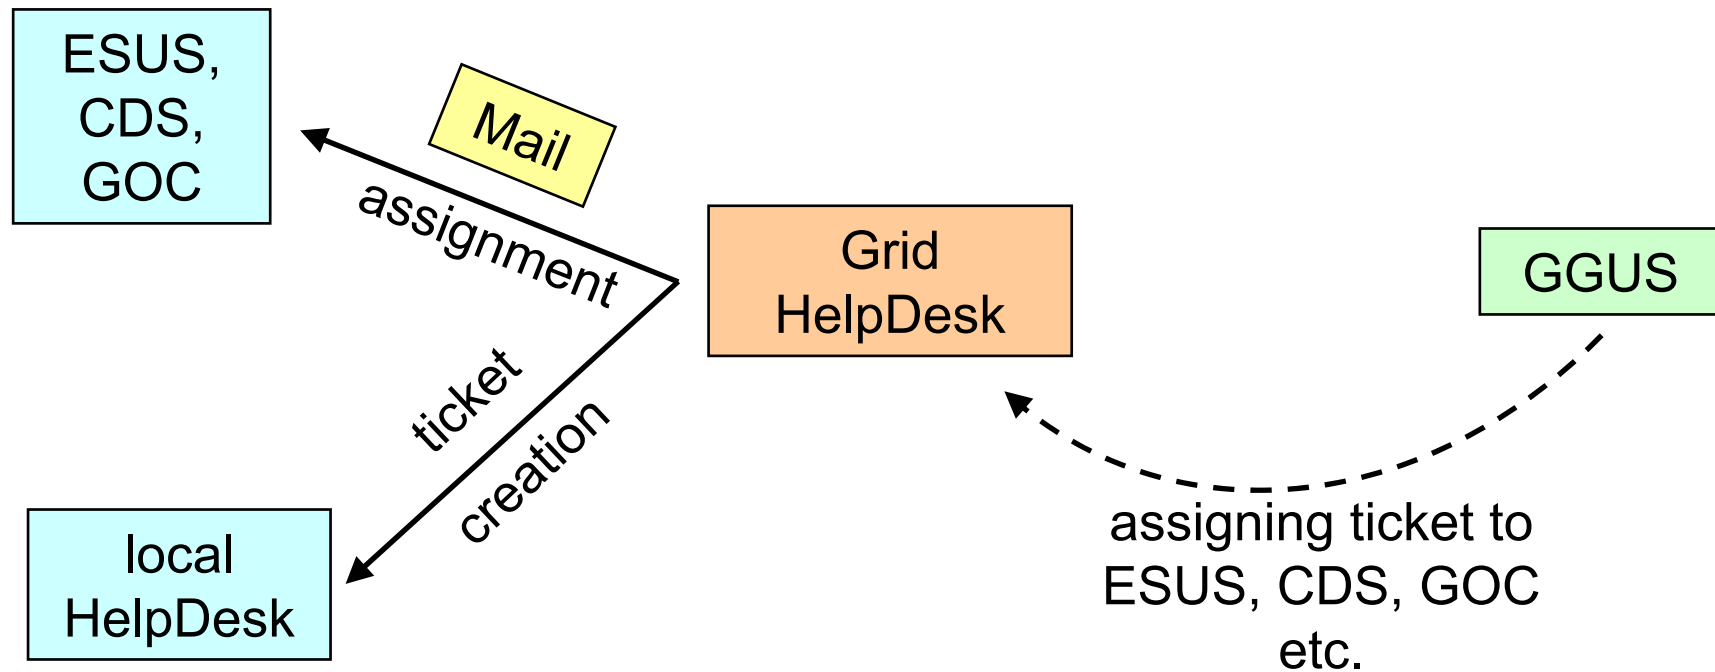 ESUS,
CDS,
GOC
Mail
assignment
Grid
HelpDesk
GGUS
ticket
creation
local
HelpDesk
assigning ticket to
ESUS, CDS, GOC
etc.